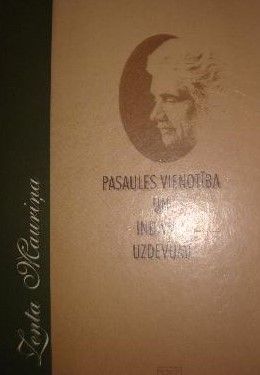 Zenta Mauriņa
PASAULES VIENOTĪBA
UN
UZDEVUMI